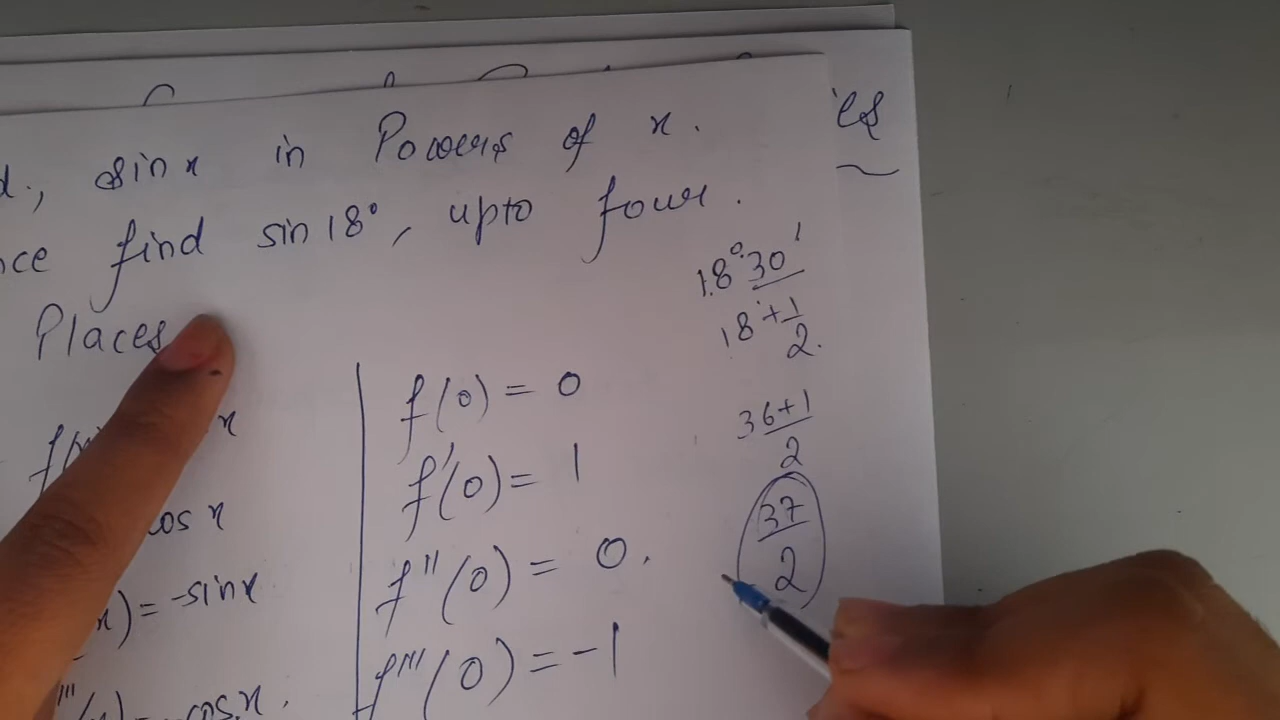 sin x in Powers of x.
find sin 18°, upto four.
Places
18° 30'
18 + 1/2
36+1/2
37/2
f(0) = 0
f'(0) = 1
cos x
f''(0) = 0.
x) = -sin x
f'''(0) = -1
cos x.